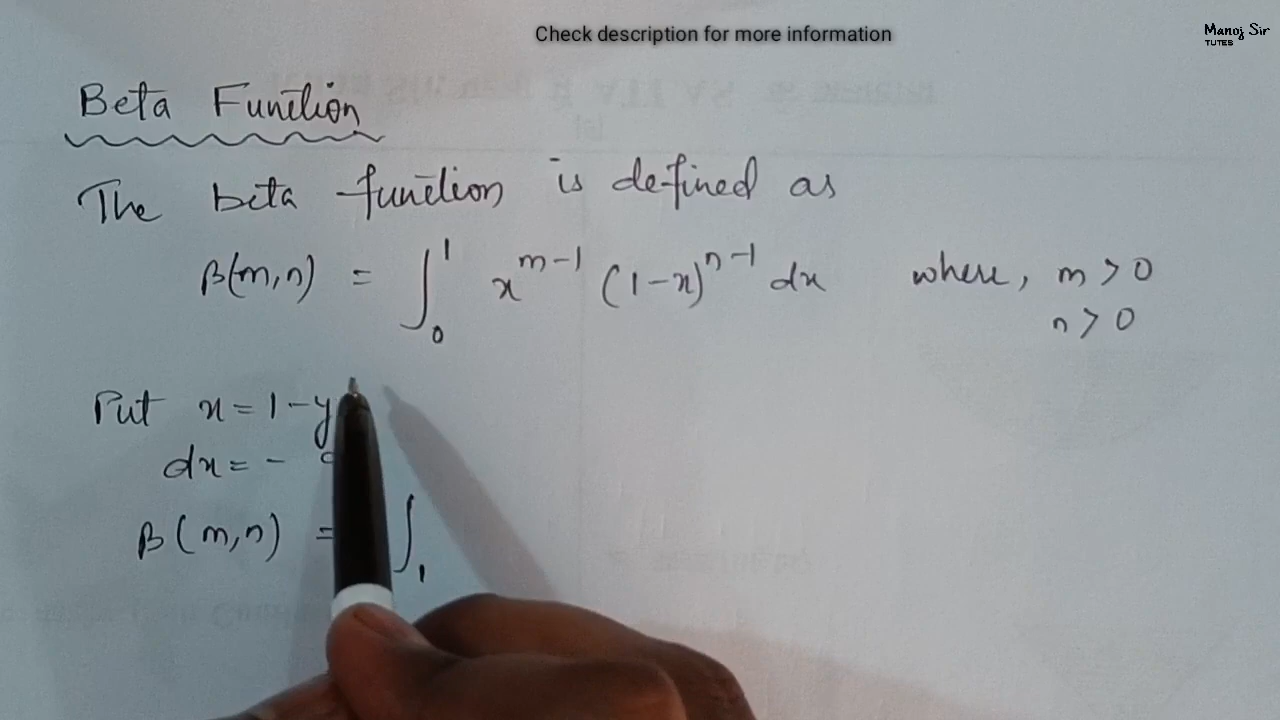 Check description for more information
Manoj Sir
TUTES
Beta Function
The beta function is defined as
β(m,n) = ∫₀¹ x^{m-1} (1-x)^{n-1} dx where, m > 0
n > 0
Put x = 1 - y
dx = -
β(m,n) = ∫₁